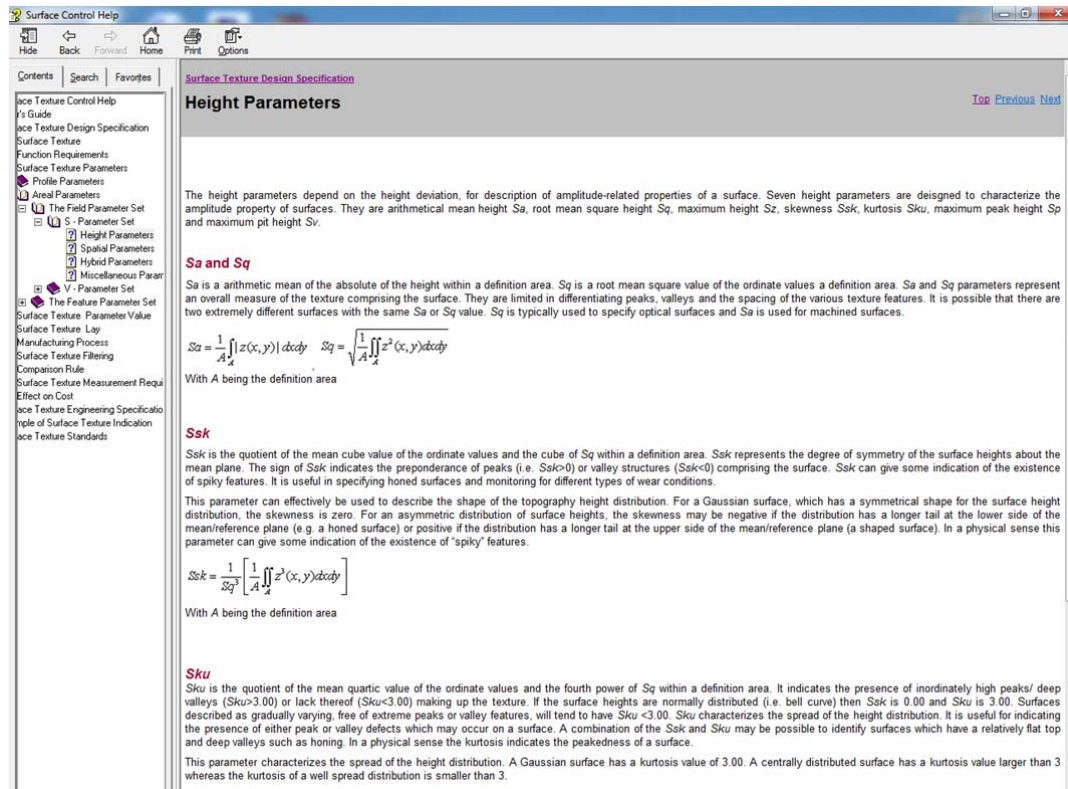 Surface Control Help
Hide Back Forward Home Print Options
Contents Search Favorites
ace Texture Control Help
r's Guide
ace Texture Design Specification
Surface Texture
Function Requirements
Surface Texture Parameters
Profile Parameters
Areal Parameters
The Field Parameter Set
S - Parameter Set
Height Parameters
Spatial Parameters
Hybrid Parameters
Miscellaneous Param
V - Parameter Set
The Feature Parameter Set
Surface Texture Parameter Value
Surface Texture Lay
Manufacturing Process
Surface Texture Filtering
Comparison Rule
Surface Texture Measurement Requi
Effect on Cost
ace Texture Engineering Specificatio
mple of Surface Texture Indication
ace Texture Standards
Surface Texture Design Specification
Height Parameters
Top Previous Next
The height parameters depend on the height deviation, for description of amplitude-related properties of a surface. Seven height parameters are deisgned to characterize the
amplitude property of surfaces. They are arithmetical mean height Sa, root mean square height Sq, maximum height Sz, skewness Ssk, kurtosis Sku, maximum peak height Sp
and maximum pit height Sv.
Sa and Sq
Sa is a arithmetic mean of the absolute of the height within a definition area. Sq is a root mean square value of the ordinate values a definition area. Sa and Sq parameters represent
an overall measure of the texture comprising the surface. They are limited in differentiating peaks, valleys and the spacing of the various texture features. It is possible that there are
two extremely different surfaces with the same Sa or Sq value. Sq is typically used to specify optical surfaces and Sa is used for machined surfaces.
Sa = 1/A ∫∫_A |z(x,y)| dxdy , Sq = √(1/A ∫∫_A z²(x,y)dxdy)
With A being the definition area
Ssk
Ssk is the quotient of the mean cube value of the ordinate values and the cube of Sq within a definition area. Ssk represents the degree of symmetry of the surface heights about the
mean plane. The sign of Ssk indicates the preponderance of peaks (i.e. Ssk>0) or valley structures (Ssk<0) comprising the surface. Ssk can give some indication of the existence
of spiky features. It is useful in specifying honed surfaces and monitoring for different types of wear conditions.
This parameter can effectively be used to describe the shape of the topography height distribution. For a Gaussian surface, which has a symmetrical shape for the surface height
distribution, the skewness is zero. For an asymmetric distribution of surface heights, the skewness may be negative if the distribution has a longer tail at the lower side of the
mean/reference plane (e.g. a honed surface) or positive if the distribution has a longer tail at the upper side of the mean/reference plane (a shaped surface). In a physical sense this
parameter can give some indication of the existence of "spiky" features.
Ssk = 1/Sq³ [1/A ∫∫_A z³(x,y)dxdy]
With A being the definition area
Sku
Sku is the quotient of the mean quartic value of the ordinate values and the fourth power of Sq within a definition area. It indicates the presence of inordinately high peaks/ deep
valleys (Sku>3.00) or lack thereof (Sku<3.00) making up the texture. If the surface heights are normally distributed (i.e. bell curve) then Ssk is 0.00 and Sku is 3.00. Surfaces
described as gradually varying, free of extreme peaks or valley features, will tend to have Sku <3.00. Sku characterizes the spread of the height distribution. It is useful for indicating
the presence of either peak or valley defects which may occur on a surface. A combination of the Ssk and Sku may be possible to identify surfaces which have a relatively flat top
and deep valleys such as honing. In a physical sense the kurtosis indicates the peakedness of a surface.
This parameter characterizes the spread of the height distribution. A Gaussian surface has a kurtosis value of 3.00. A centrally distributed surface has a kurtosis value larger than 3
whereas the kurtosis of a well spread distribution is smaller than 3.